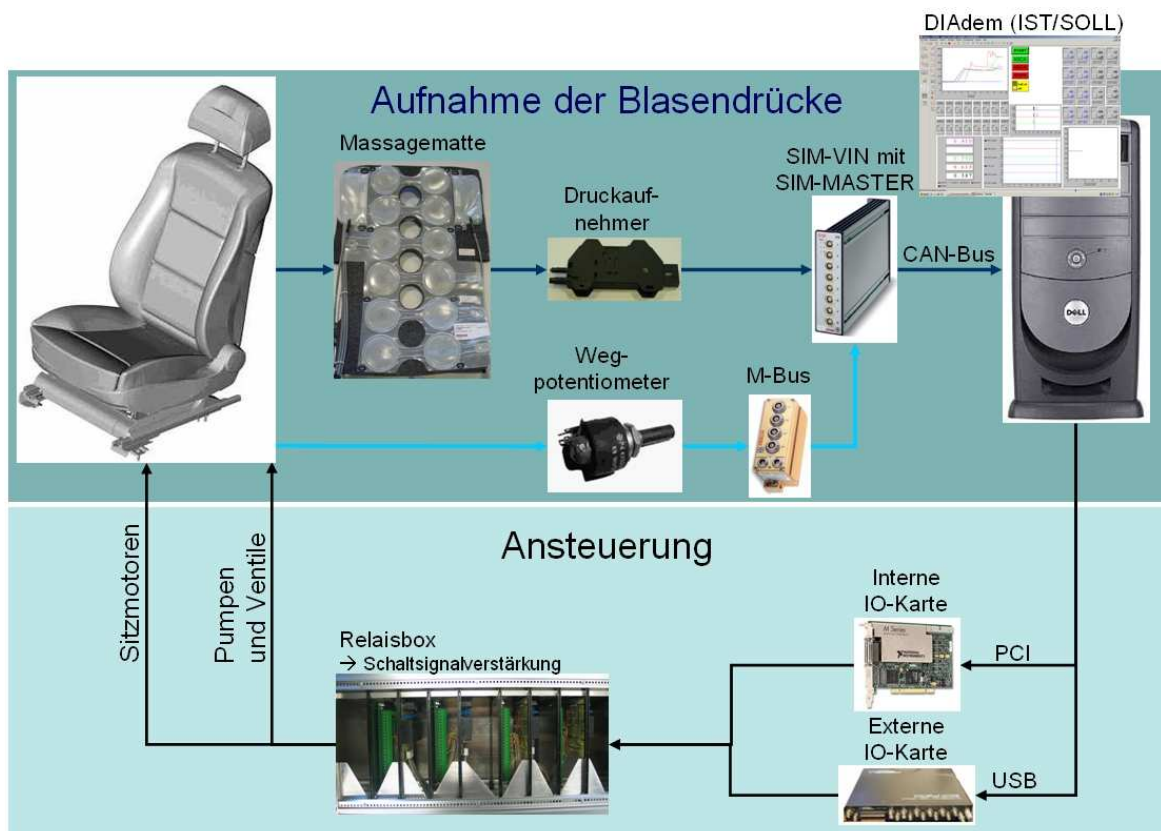 DIAdem (IST/SOLL)
Aufnahme der Blasendrücke
Massagematte
Druckauf-
nehmer
SIM-VIN mit
SIM-MASTER
CAN-Bus
DELL
Weg-
potentiometer
M-Bus
Ansteuerung
Sitzmotoren
Pumpen
und Ventile
Relaisbox
→ Schaltsignalverstärkung
Interne
IO-Karte
M Series
PCI
Externe
IO-Karte
USB